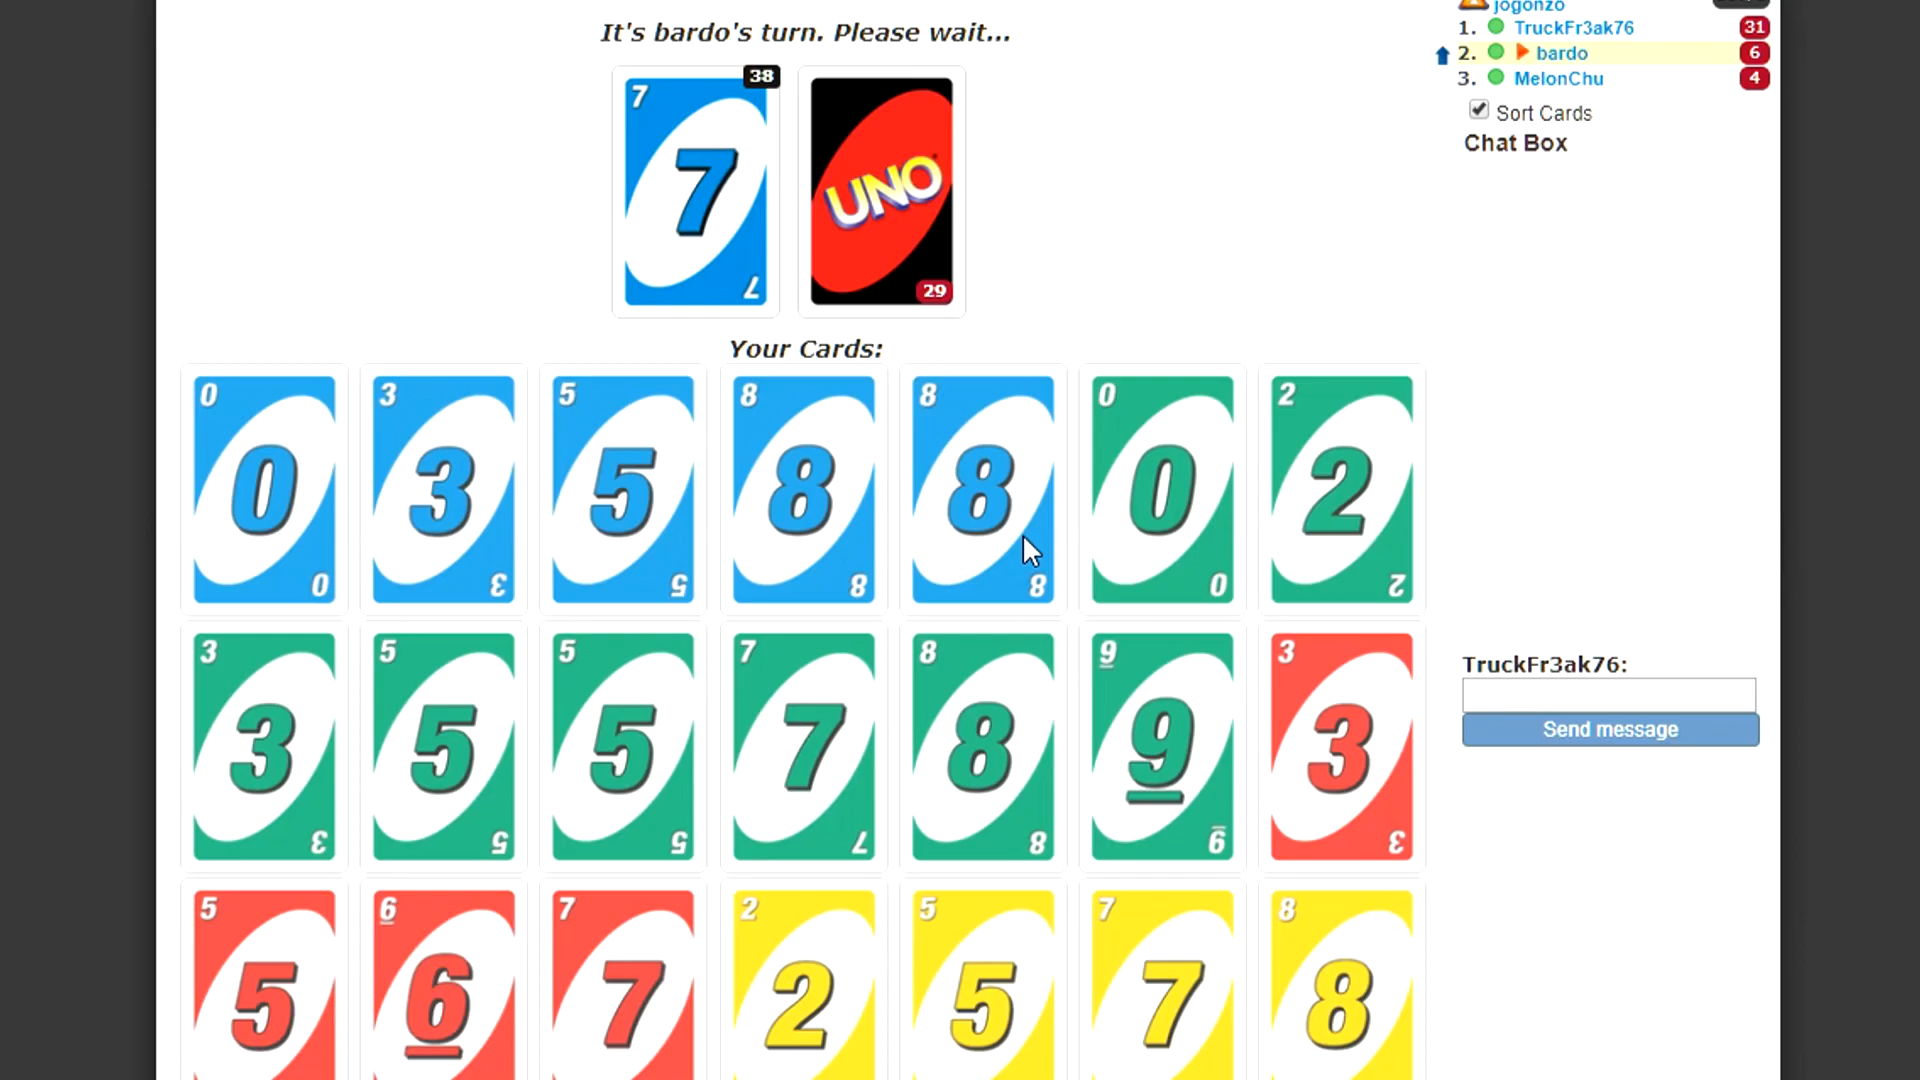 It's bardo's turn. Please wait...
7 38
7
7
UNO
29
Your Cards:
0 3 5 8 8 0 2
0 3 5 8 8 0 2
0 3 5 8 8 0 2
3 5 5 7 8 9 3
3 5 5 7 8 9 3
3 5 5 7 8 9 3
5 6 7 2 5 7 8
5 6 7 2 5 7 8
jogonzo
1. TruckFr3ak76 31
2. bardo 6
3. MelonChu 4
Sort Cards
Chat Box
TruckFr3ak76:
Send message